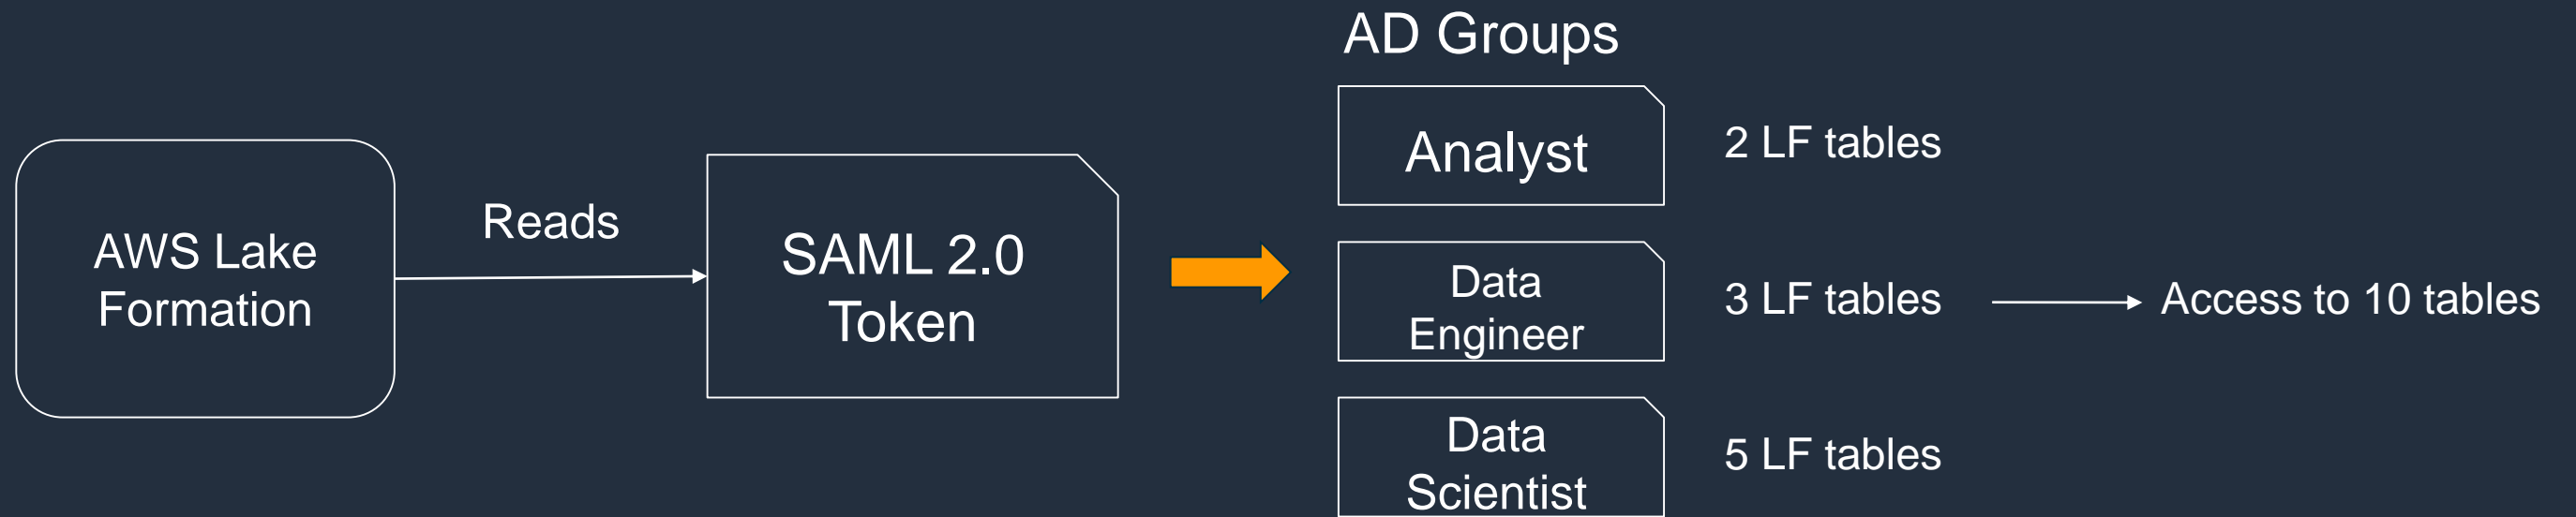 AD Groups
Analyst
2 LF tables
AWS Lake
Formation
Reads
SAML 2.0
Token
Data
Engineer
3 LF tables
Access to 10 tables
Data
Scientist
5 LF tables